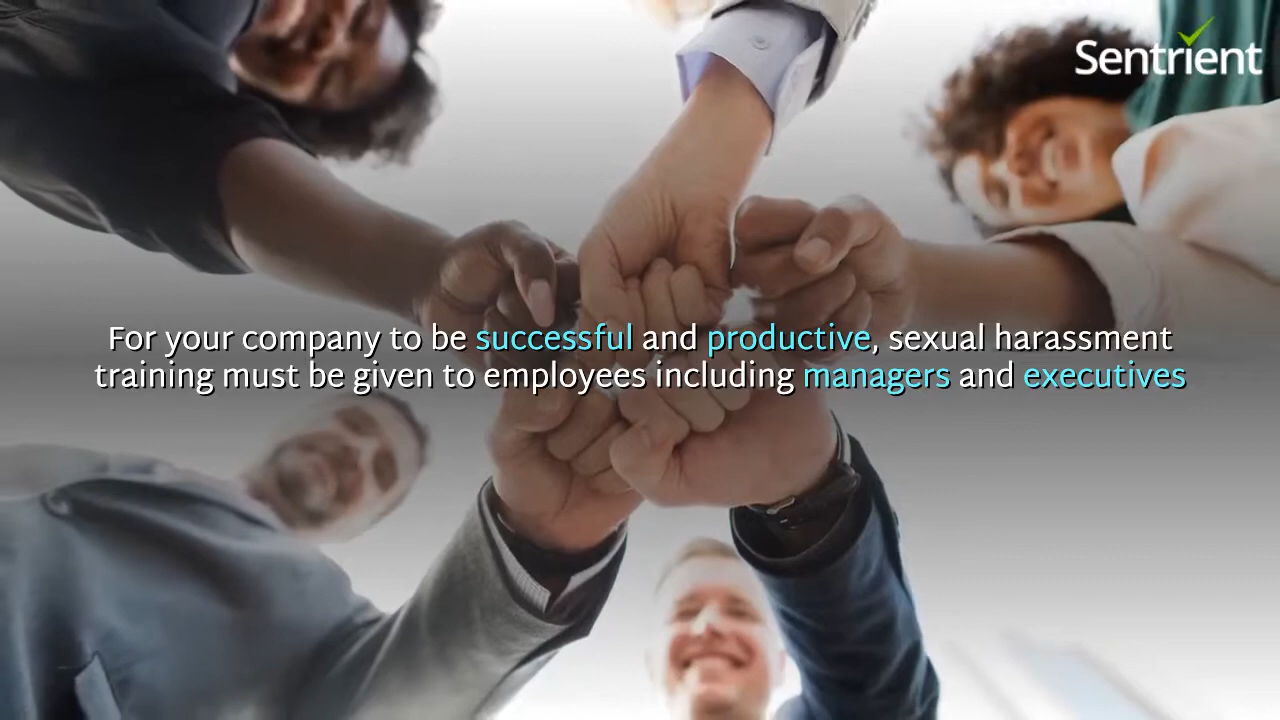 Sentrient
For your company to be successful and productive, sexual harassment
training must be given to employees including managers and executives